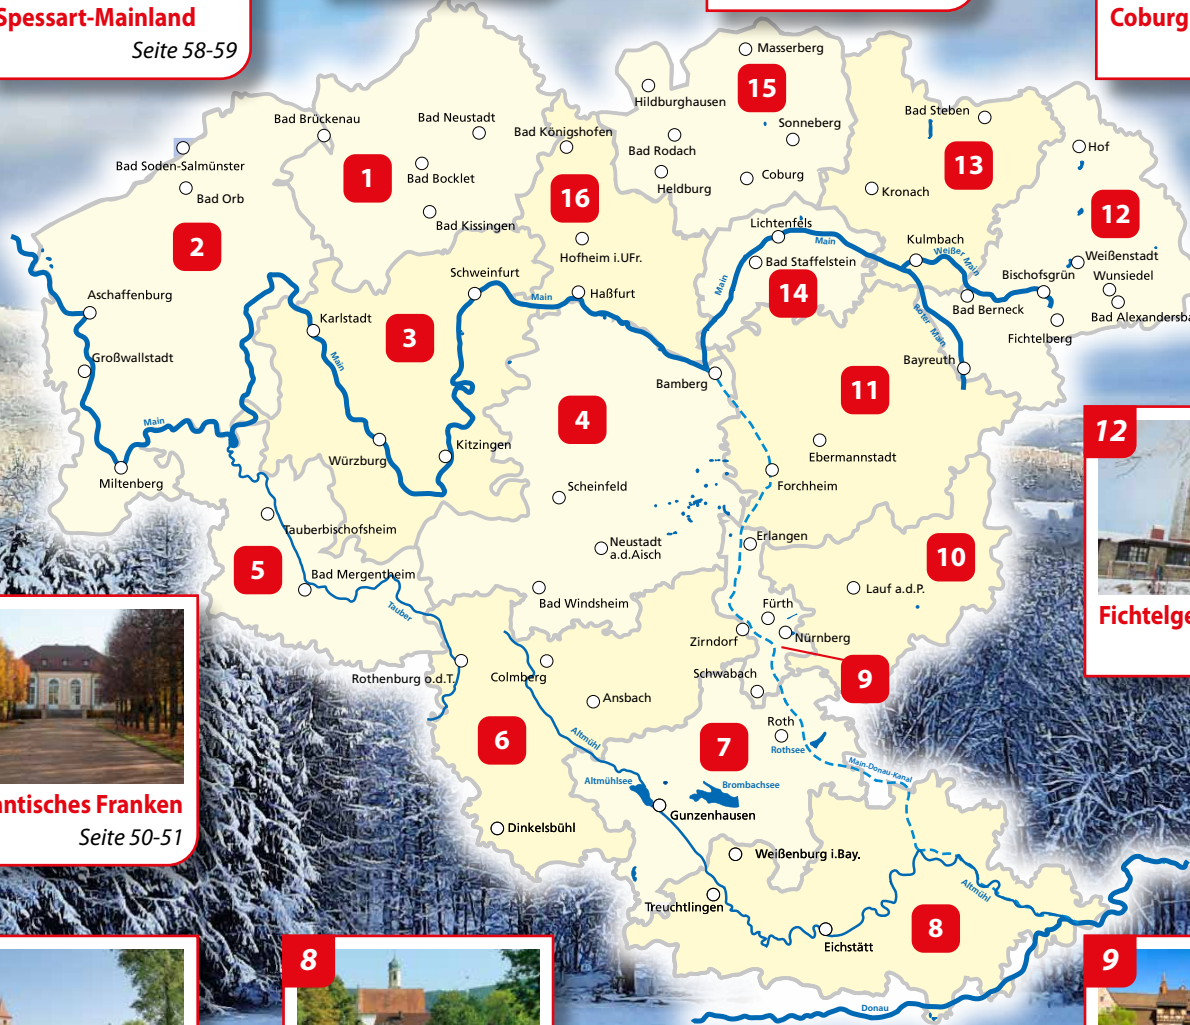 Spessart-Mainland
Seite 58-59
Coburg
Masserberg
15
Hildburghausen
Bad Steben
Bad Brückenau
Bad Neustadt
Bad Königshofen
Sonneberg
Hof
Bad Rodach
13
Bad Soden-Salmünster
1
Bad Bocklet
Heldburg
Coburg
Kronach
Bad Orb
16
12
Bad Kissingen
Lichtenfels
2
Main
Kulmbach
Hofheim i.UFr.
Weißer Main
Weißenstadt
Bad Staffelstein
Schweinfurt
Bischofsgrün
Wunsiedel
Main
14
Aschaffenburg
Main
Haßfurt
Bad Berneck
Bad Alexandersba
Karlstadt
Roter Main
3
Fichtelberg
Großwallstadt
Main
Bayreuth
Bamberg
11
4
Main
12
Kitzingen
Ebermannstadt
Würzburg
Miltenberg
Scheinfeld
Forchheim
Tauberbischofsheim
Erlangen
Neustadt
a.d.Aisch
10
5
Bad Mergentheim
Lauf a.d.P.
Bad Windsheim
Fürth
Tauber
Fichtelge
Zirndorf
Nürnberg
Rothenburg o.d.T.
Colmberg
Schwabach
9
Ansbach
Roth
6
Altmühl
7
Rothsee
Main-Donau-Kanal
Altmühlsee
Brombachsee
antisches Franken
Gunzenhausen
Seite 50-51
Dinkelsbühl
Weißenburg i.Bay.
Altmühl
Treuchtlingen
8
Eichstätt
8
9
Donau